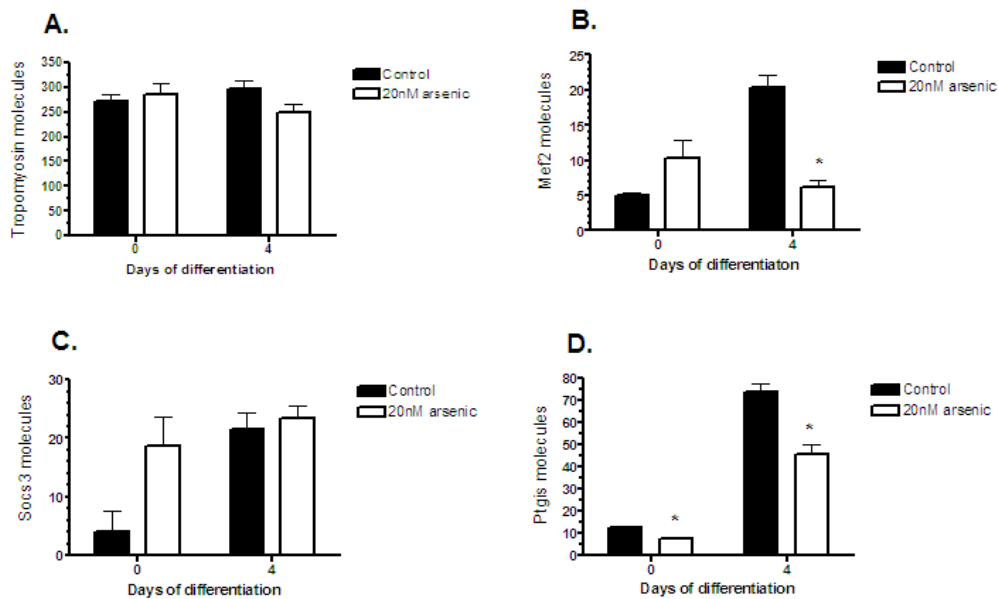 A.
Tropomyosin molecules
350
300
250
200
150
100
50
0
0 4
Days of differentiation
Control
20nM arsenic
B.
Mef2 molecules
25
20
15
10
5
0
*
0 4
Days of differentiaton
Control
20nM arsenic
C.
Socs3 molecules
30
20
10
0
0 4
Days of differentiation
Control
20nM arsenic
D.
Ptgis molecules
80
70
60
50
40
30
20
10
0
*
*
0 4
Days of differentiation
Control
20nM arsenic